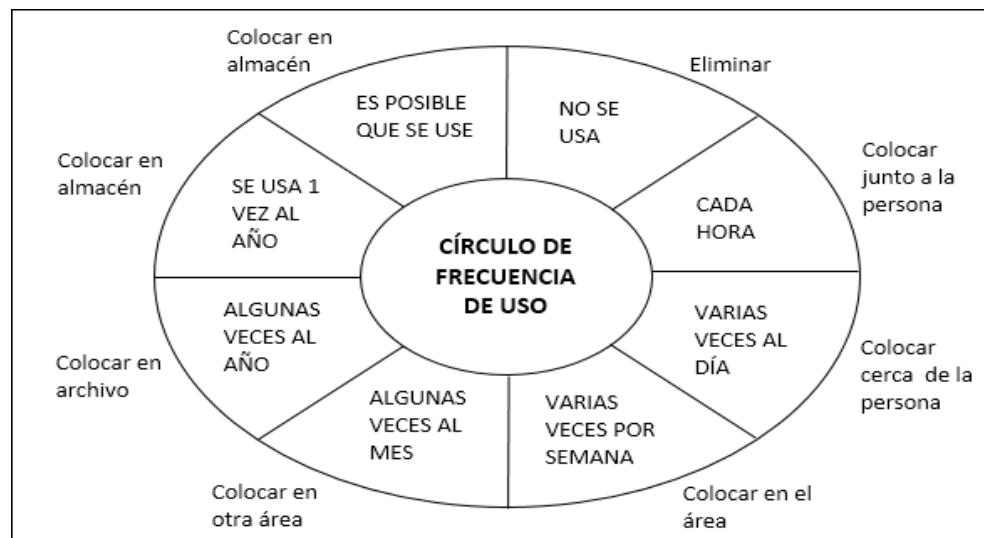 Colocar en
almacén
Eliminar
ES POSIBLE
QUE SE USE
NO SE
USA
Colocar en
almacén
Colocar
junto a la
persona
SE USA 1
VEZ AL
AÑO
CADA
HORA
CÍRCULO DE
FRECUENCIA
DE USO
ALGUNAS
VECES AL
AÑO
VARIAS
VECES AL
DÍA
Colocar en
archivo
Colocar
cerca de la
persona
ALGUNAS
VECES AL
MES
VARIAS
VECES POR
SEMANA
Colocar en
otra área
Colocar en el
área